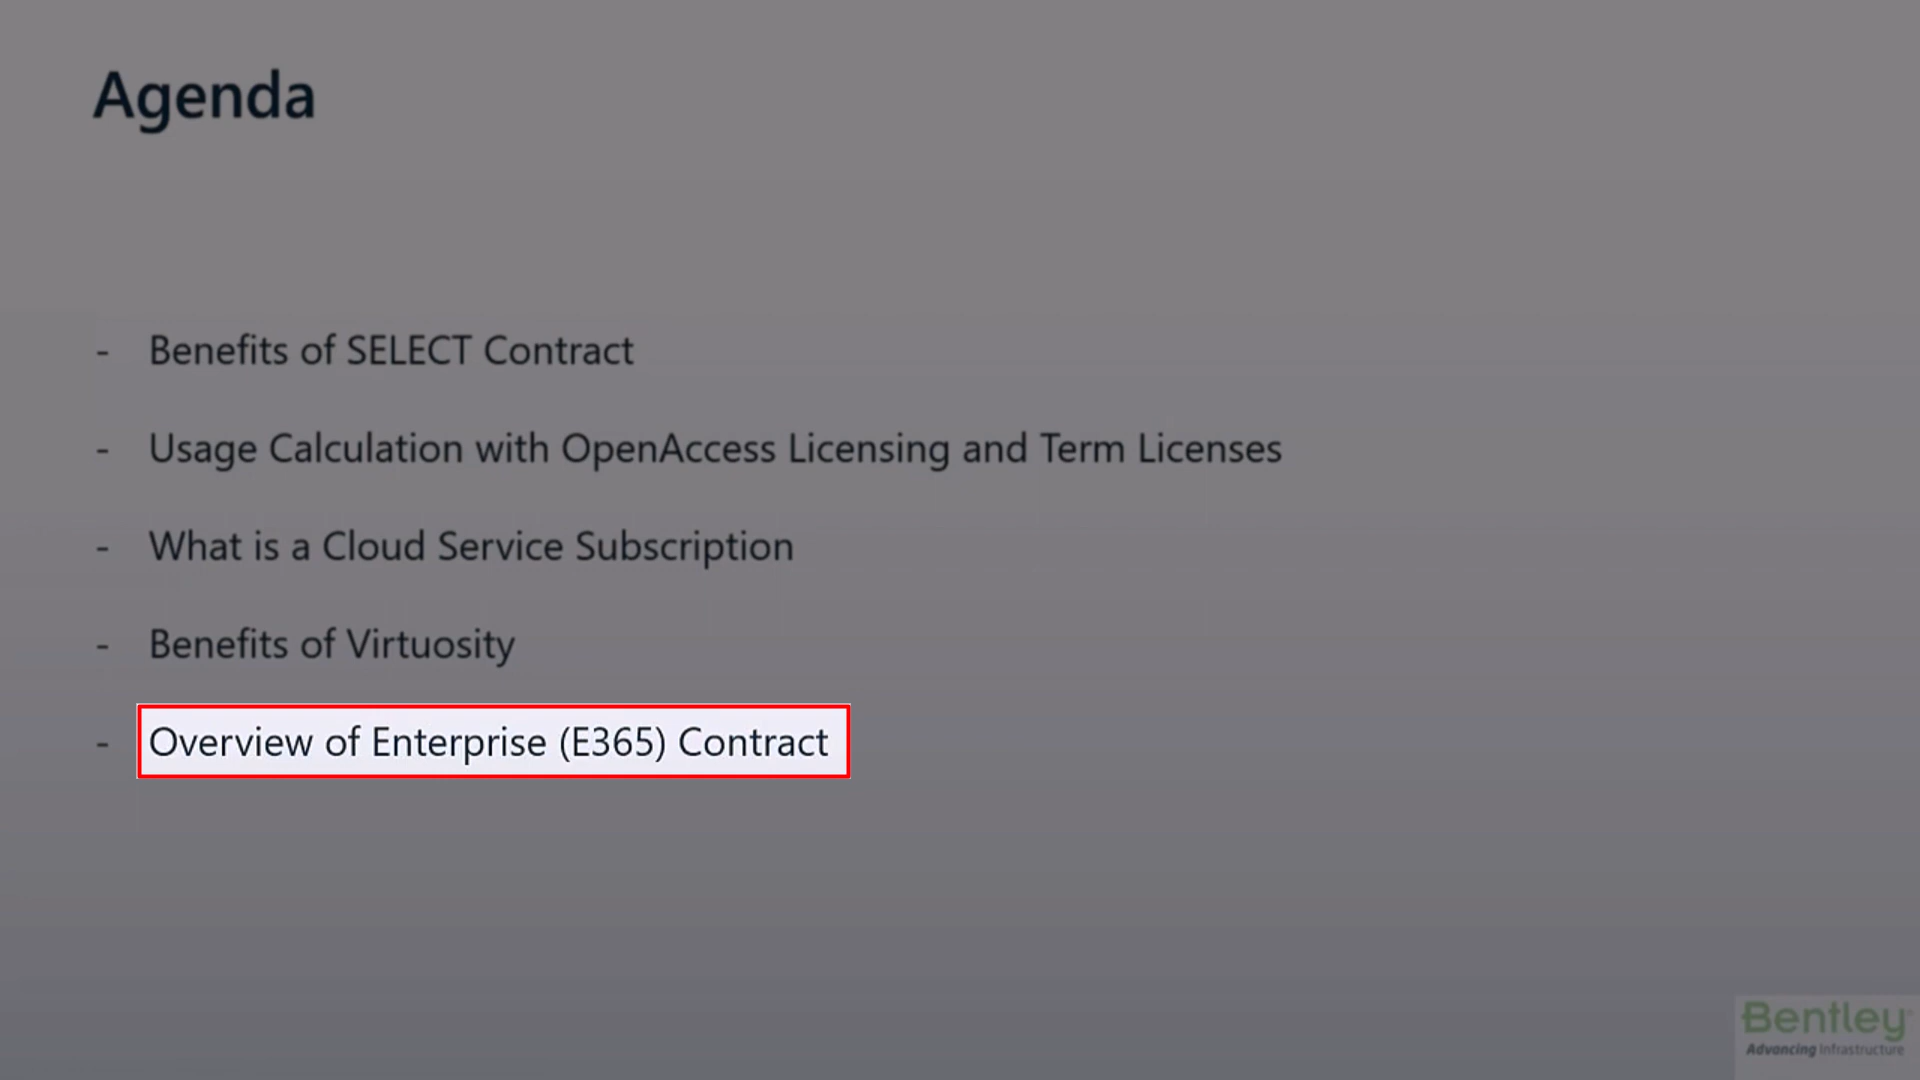 Agenda
- Benefits of SELECT Contract
- Usage Calculation with OpenAccess Licensing and Term Licenses
- What is a Cloud Service Subscription
- Benefits of Virtuosity
- Overview of Enterprise (E365) Contract
Bentley
Advancing Infrastructure